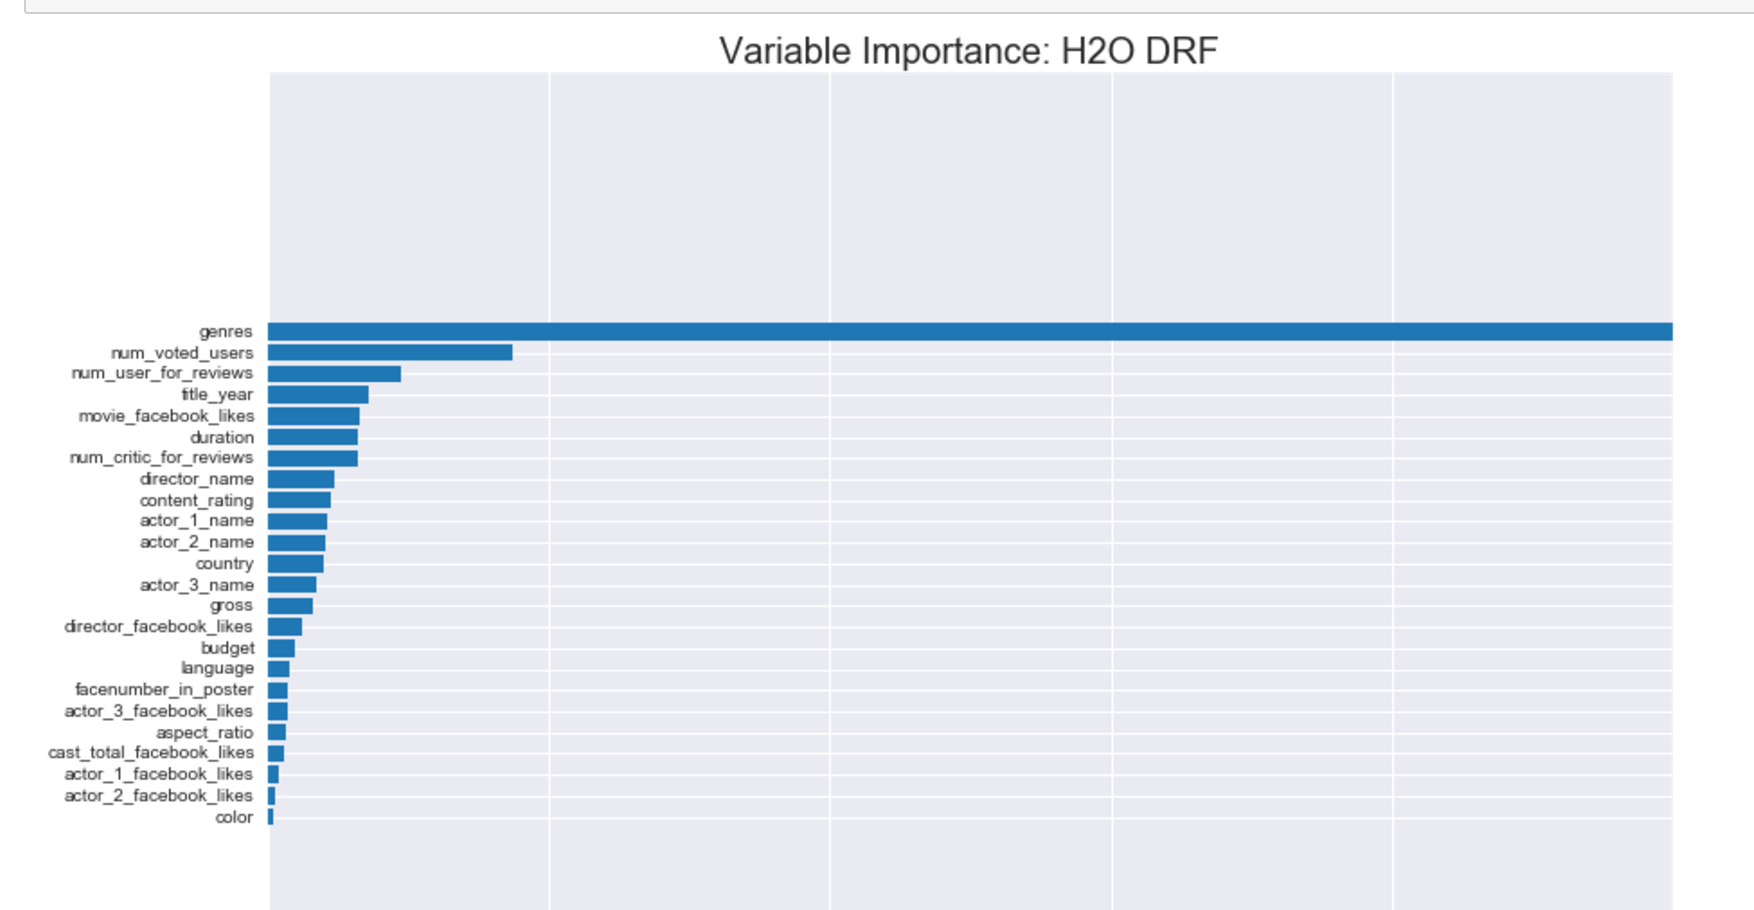 Variable Importance: H2O DRF
genres
num_voted_users
num_user_for_reviews
title_year
movie_facebook_likes
duration
num_critic_for_reviews
director_name
content_rating
actor_1_name
actor_2_name
country
actor_3_name
gross
director_facebook_likes
budget
language
facenumber_in_poster
actor_3_facebook_likes
aspect_ratio
cast_total_facebook_likes
actor_1_facebook_likes
actor_2_facebook_likes
color